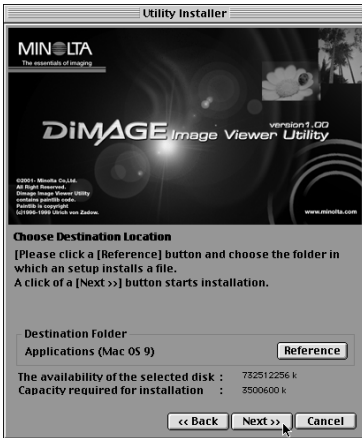 Utility Installer
MINOLTA
The essentials of imaging
DiMAGE Image Viewer Utility
version1.00
©2001- Minolta Co,Ltd.
All Right Reserved.
Dimage Image Viewer Utility
contains paintlib code.
Paintlib is copyright
(c)1996-1999 Ulrich von Zadow.
www.minolta.com
Choose Destination Location
[Please click a [Reference] button and choose the folder in
which an setup installs a file.
A click of a [Next >>] button starts installation.
Destination Folder
Applications (Mac OS 9)
Reference
The availability of the selected disk : 732512256 k
Capacity required for installation : 3500600 k
<< Back Next >> Cancel